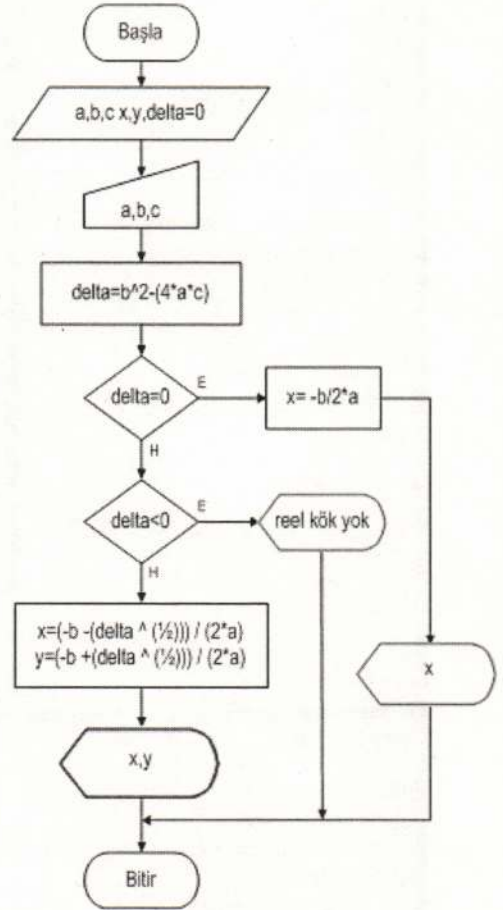 Başla
a,b,c x,y,delta=0
a,b,c
delta=b^2-(4*a*c)
delta=0
E
x= -b/2*a
H
delta<0
E
reel kök yok
H
x=(-b -(delta ^ (½))) / (2*a)
y=(-b +(delta ^ (½))) / (2*a)
x
x,y
Bitir